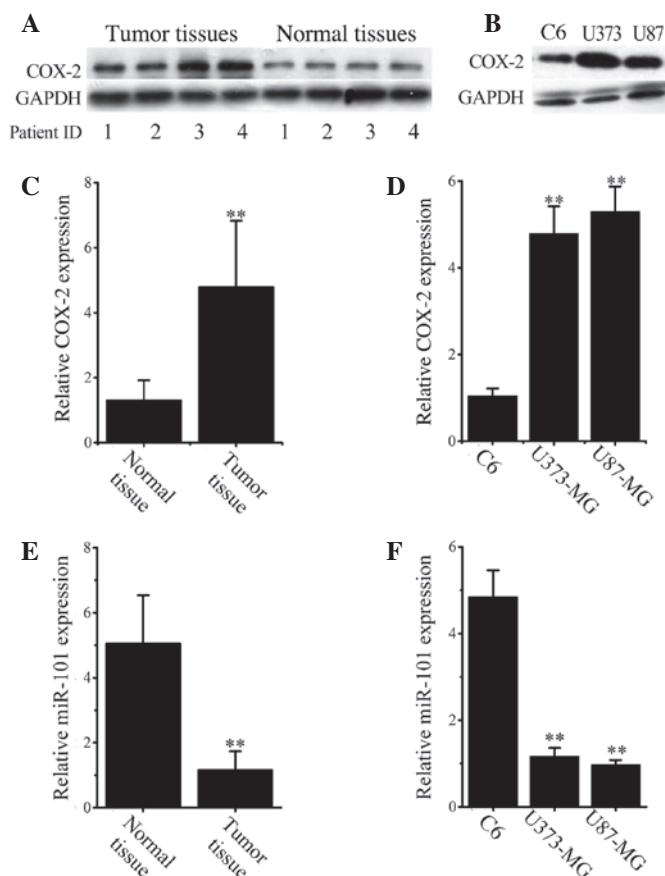 A
Tumor tissues Normal tissues
COX-2
GAPDH
Patient ID 1 2 3 4 1 2 3 4
B
C6 U373 U87
COX-2
GAPDH
C
Relative COX-2 expression
8
6
4
2
0
**
Normal tissue
Tumor tissue
D
Relative COX-2 expression
6
4
2
0
**
**
C6
U373-MG
U87-MG
E
Relative miR-101 expression
8
6
4
2
0
**
Normal tissue
Tumor tissue
F
Relative miR-101 expression
6
4
2
0
**
**
C6
U373-MG
U87-MG